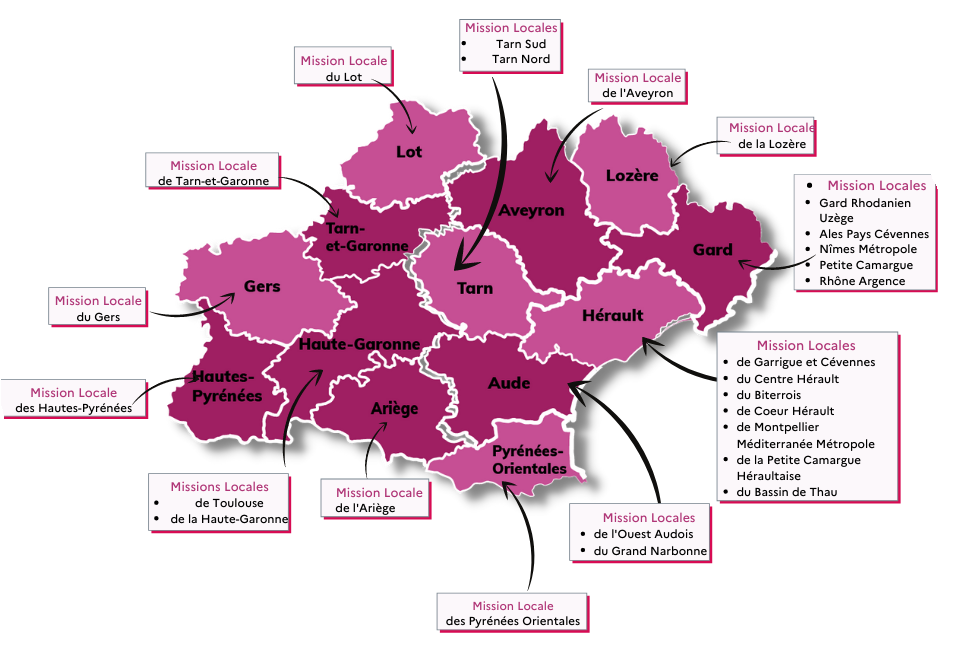 Mission Locales
• Tarn Sud
• Tarn Nord
Mission Locale
du Lot
Mission Locale
de l'Aveyron
Mission Locale
de la Lozère
Mission Locale
de Tarn-et-Garonne
• Mission Locales
• Gard Rhodanien
Uzège
• Ales Pays Cévennes
• Nîmes Métropole
• Petite Camargue
• Rhône Argence
Lot
Lozère
Aveyron
Tarn-
et-Garonne
Gard
Gers
Tarn
Hérault
Haute-Garonne
Hautes-
Pyrénées
Aude
Ariège
Pyrénées-
Orientales
Mission Locale
du Gers
Mission Locale
des Hautes-Pyrénées
Mission Locales
• de Garrigue et Cévennes
• du Centre Hérault
• du Biterrois
• de Coeur Hérault
• de Montpellier
Méditerranée Métropole
• de la Petite Camargue
Héraultaise
• du Bassin de Thau
Missions Locales
• de Toulouse
• de la Haute-Garonne
Mission Locale
de l'Ariège
Mission Locales
• de l'Ouest Audois
• du Grand Narbonne
Mission Locale
des Pyrénées Orientales